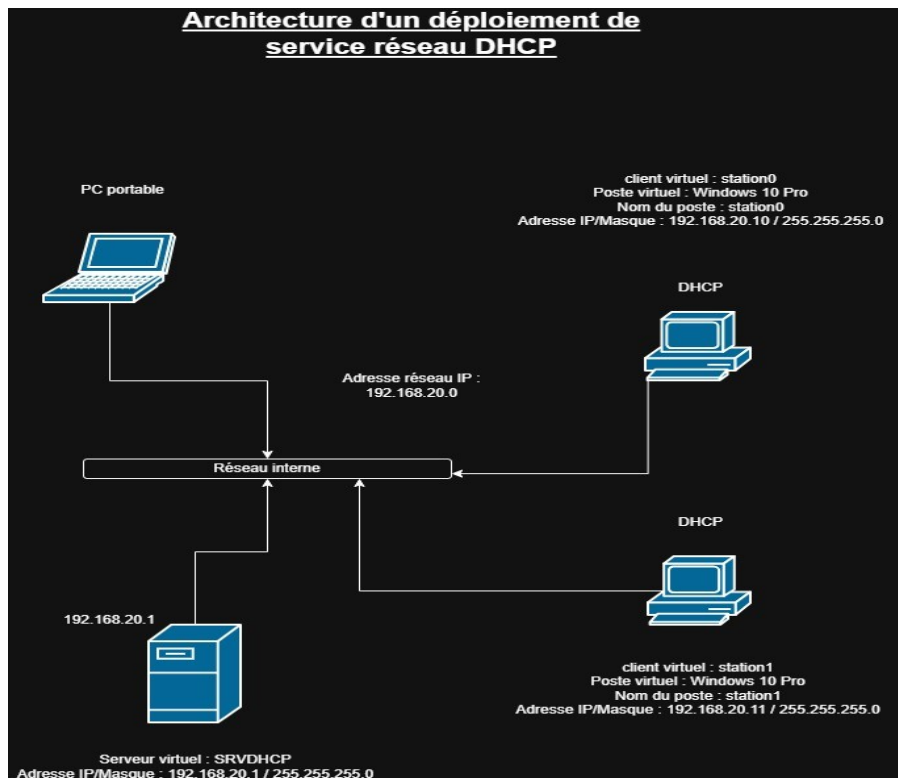 Architecture d'un déploiement de
service réseau DHCP
PC portable
client virtuel : station0
Poste virtuel : Windows 10 Pro
Nom du poste : station0
Adresse IP/Masque : 192.168.20.10 / 255.255.255.0
DHCP
Adresse réseau IP :
192.168.20.0
Réseau interne
DHCP
192.168.20.1
client virtuel : station1
Poste virtuel : Windows 10 Pro
Nom du poste : station1
Adresse IP/Masque : 192.168.20.11 / 255.255.255.0
Serveur virtuel : SRVDHCP
Adresse IP/Masque : 192.168.20.1 / 255.255.255.0